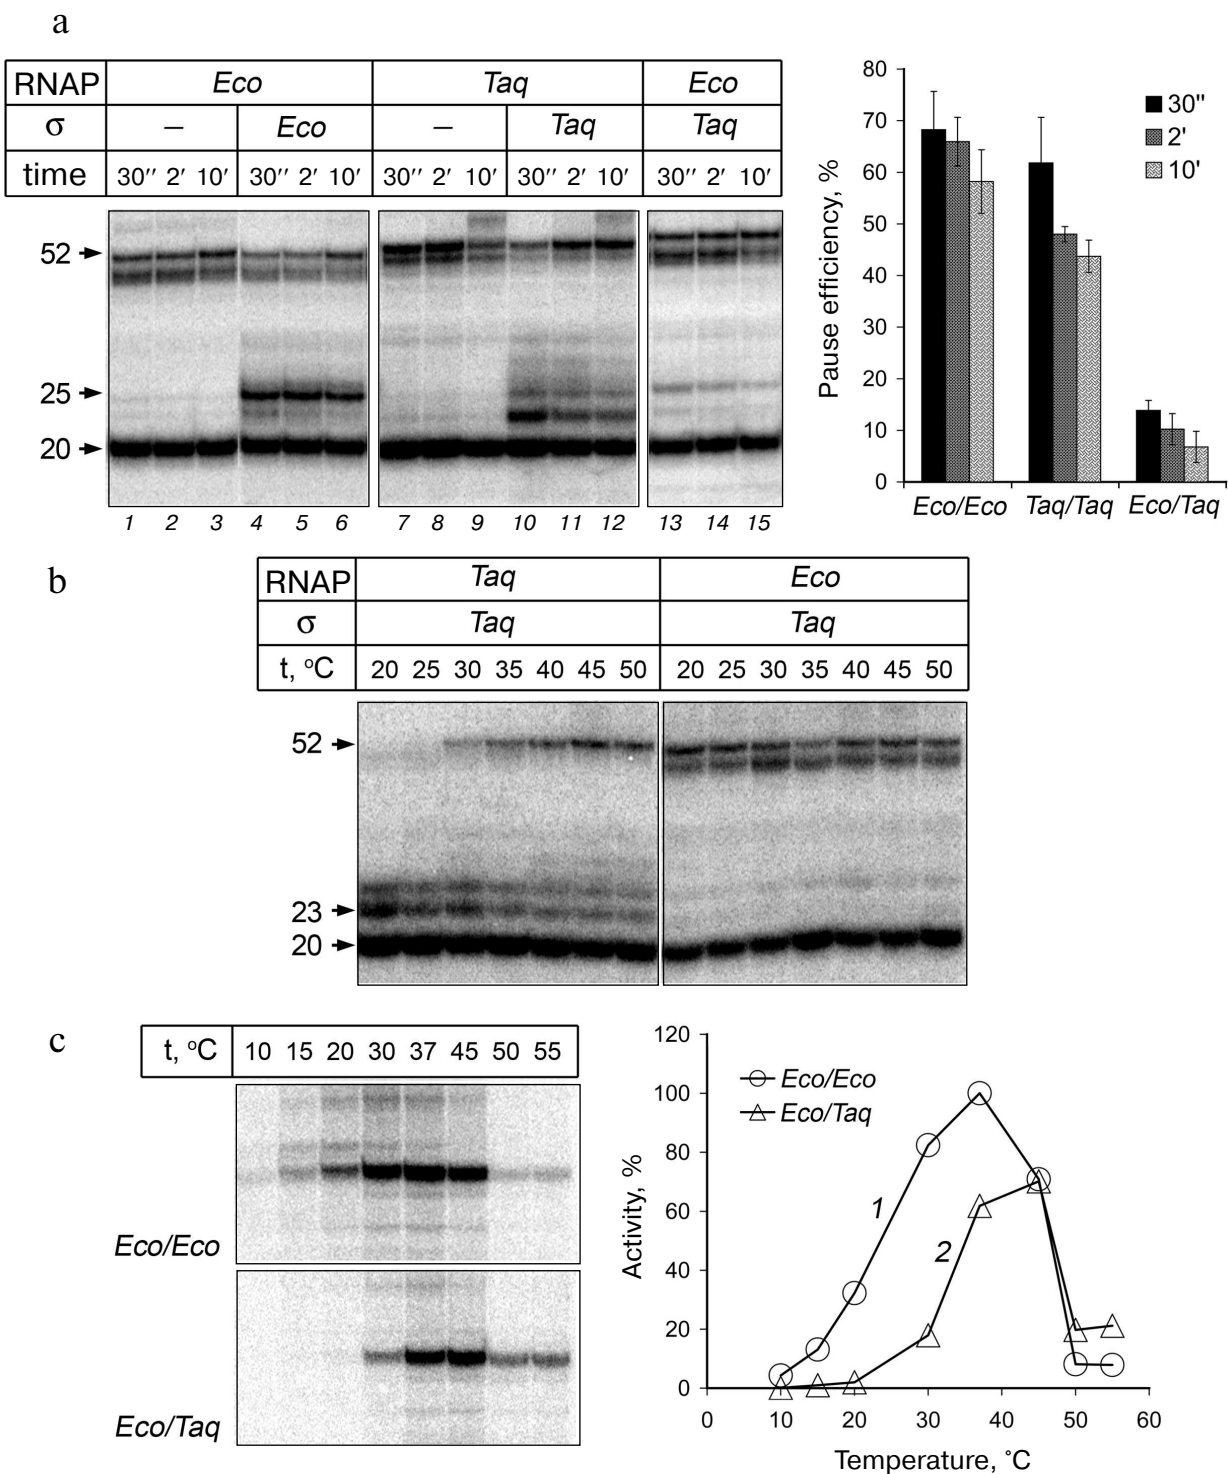 a
RNAP Eco Taq Eco
σ – Eco – Taq Taq
time 30′′ 2′ 10′ 30′′ 2′ 10′ 30′′ 2′ 10′ 30′′ 2′ 10′ 30′′ 2′ 10′
52
25
20
1 2 3 4 5 6 7 8 9 10 11 12 13 14 15
Pause efficiency, %
80
70
60
50
40
30
20
10
0
30"
2'
10'
Eco/Eco Taq/Taq Eco/Taq
b
RNAP Taq Eco
σ Taq Taq
t, °C 20 25 30 35 40 45 50 20 25 30 35 40 45 50
52
23
20
c
t, °C 10 15 20 30 37 45 50 55
Eco/Eco
Eco/Taq
Activity, %
120
100
80
60
40
20
0
Eco/Eco
Eco/Taq
1
2
0 10 20 30 40 50 60
Temperature, °C